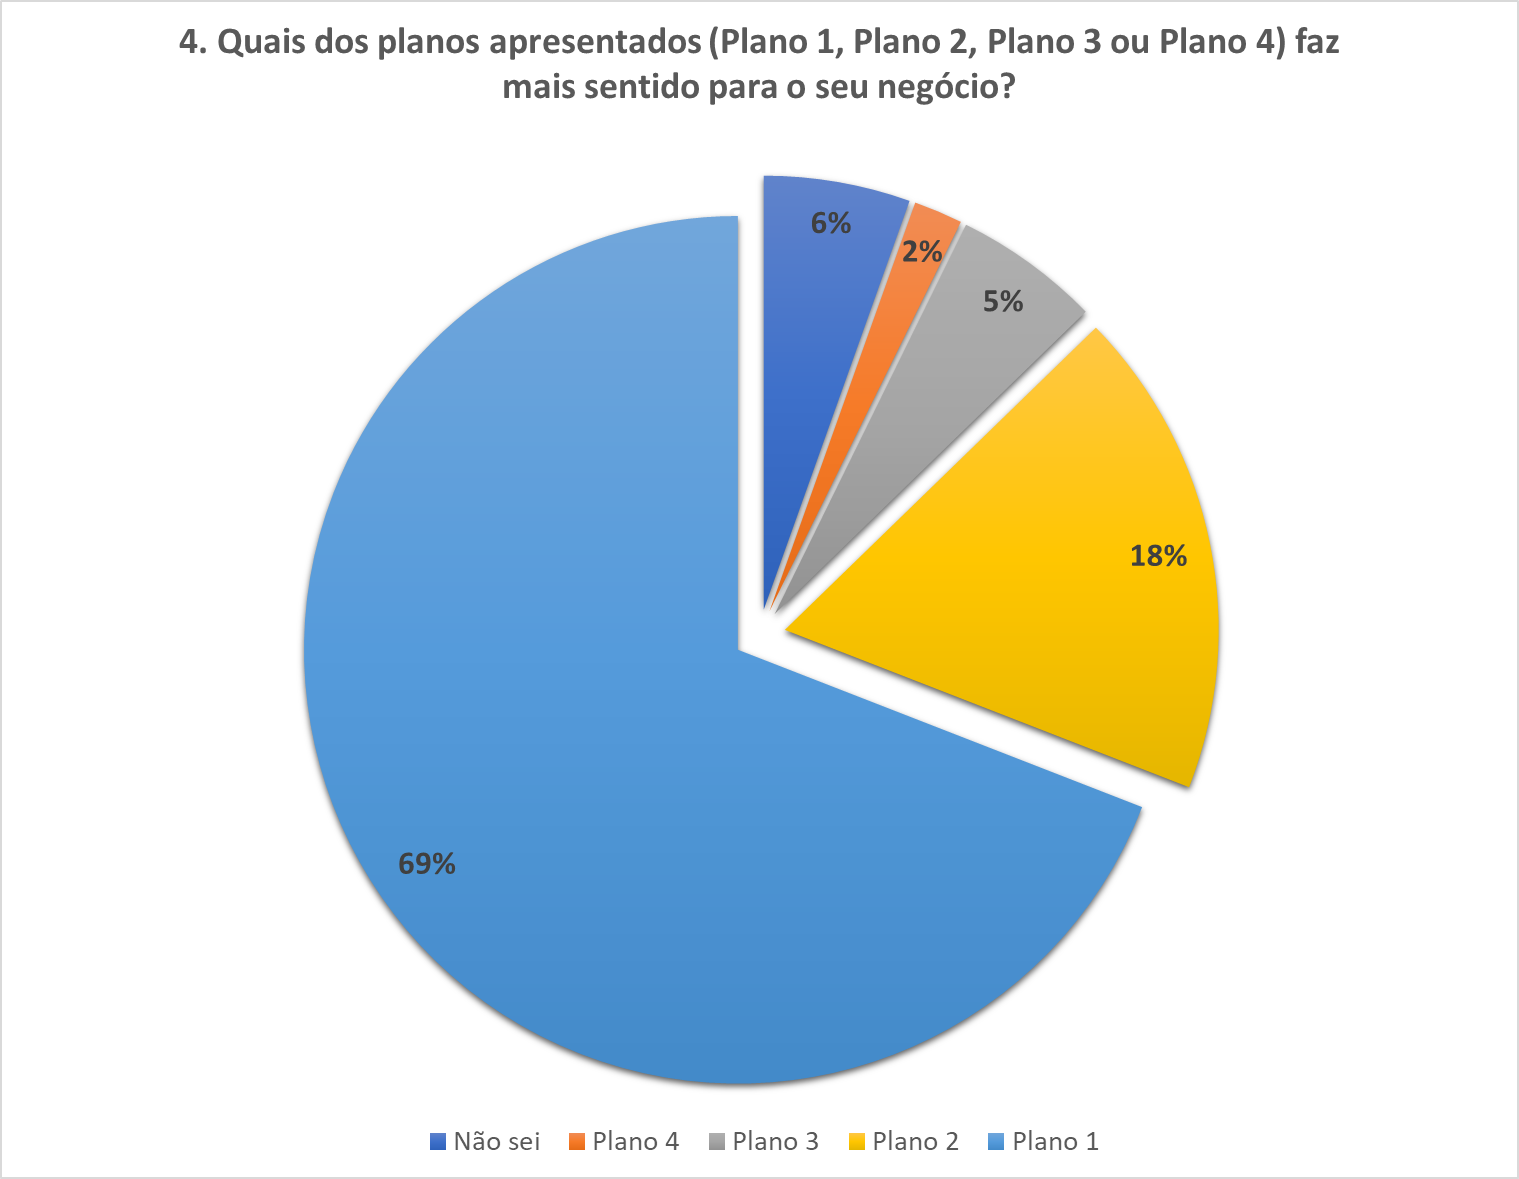 4. Quais dos planos apresentados (Plano 1, Plano 2, Plano 3 ou Plano 4) faz
mais sentido para o seu negócio?
6%
2%
5%
18%
69%
Não sei Plano 4 Plano 3 Plano 2 Plano 1